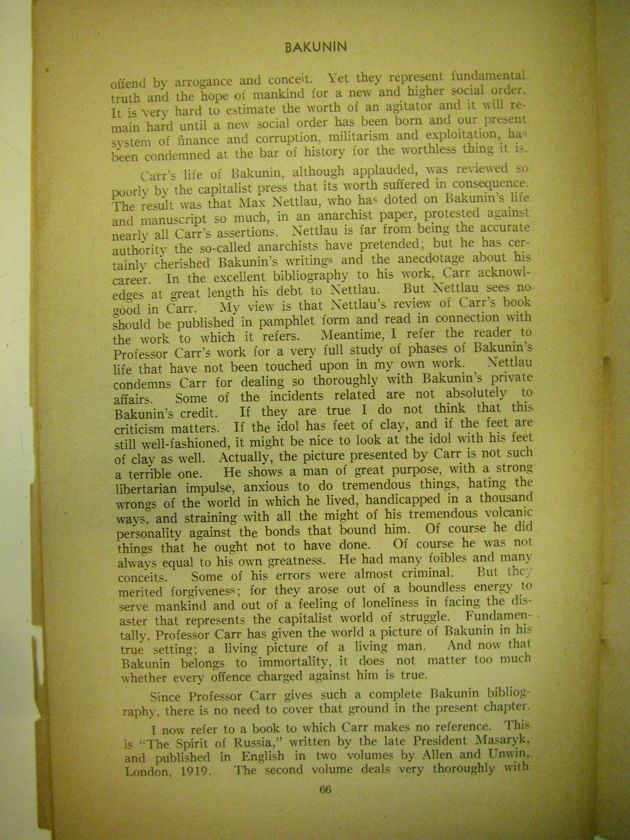 BAKUNIN
offend by arrogance and conceit. Yet they represent fundamental
truth and the hope of mankind for a new and higher social order.
It is very hard to estimate the worth of an agitator and it will re-
main hard until a new social order has been born and our present
system of finance and corruption, militarism and exploitation, has
been condemned at the bar of history for the worthless thing it is.
Carr's life of Bakunin, although applauded, was reviewed so
poorly by the capitalist press that its worth suffered in consequence.
The result was that Max Nettlau, who has doted on Bakunin's life
and manuscript so much, in an anarchist paper, protested against
nearly all Carr's assertions. Nettlau is far from being the accurate
authority the so-called anarchists have pretended; but he has cer-
tainly cherished Bakunin's writings and the anecdotage about his
career. In the excellent bibliography to his work, Carr acknowl-
edges at great length his debt to Nettlau. But Nettlau sees no
good in Carr. My view is that Nettlau's review of Carr's book
should be published in pamphlet form and read in connection with
the work to which it refers. Meantime, I refer the reader to
Professor Carr's work for a very full study of phases of Bakunin's
life that have not been touched upon in my own work. Nettlau
condemns Carr for dealing so thoroughly with Bakunin's private
affairs. Some of the incidents related are not absolutely to
Bakunin's credit. If they are true I do not think that this
criticism matters. If the idol has feet of clay, and if the feet are
still well-fashioned, it might be nice to look at the idol with his feet
of clay as well. Actually, the picture presented by Carr is not such
a terrible one. He shows a man of great purpose, with a strong
libertarian impulse, anxious to do tremendous things, hating the
wrongs of the world in which he lived, handicapped in a thousand
ways, and straining with all the might of his tremendous volcanic
personality against the bonds that bound him. Of course he did
things that he ought not to have done. Of course he was not
always equal to his own greatness. He had many foibles and many
conceits. Some of his errors were almost criminal. But they
merited forgiveness; for they arose out of a boundless energy to
serve mankind and out of a feeling of loneliness in facing the dis-
aster that represents the capitalist world of struggle. Fundamen-
tally, Professor Carr has given the world a picture of Bakunin in his
true setting; a living picture of a living man. And now that
Bakunin belongs to immortality, it does not matter too much
whether every offence charged against him is true.
Since Professor Carr gives such a complete Bakunin bibliog-
raphy, there is no need to cover that ground in the present chapter.
I now refer to a book to which Carr makes no reference. This
is "The Spirit of Russia," written by the late President Masaryk,
and published in English in two volumes by Allen and Unwin,
London, 1919. The second volume deals very thoroughly with
66